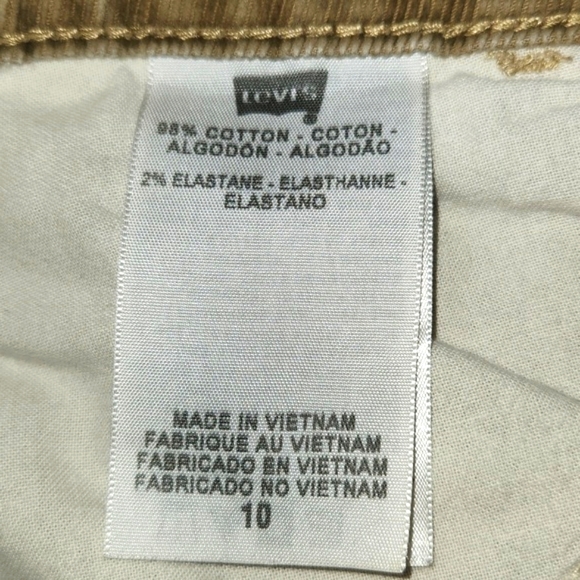 Levi's
®
98% COTTON - COTON -
ALGODÓN - ALGODÃO
2% ELASTANE - ELASTHANNE -
ELASTANO
MADE IN VIETNAM
FABRIQUE AU VIETNAM
FABRICADO EN VIETNAM
FABRICADO NO VIETNAM
10